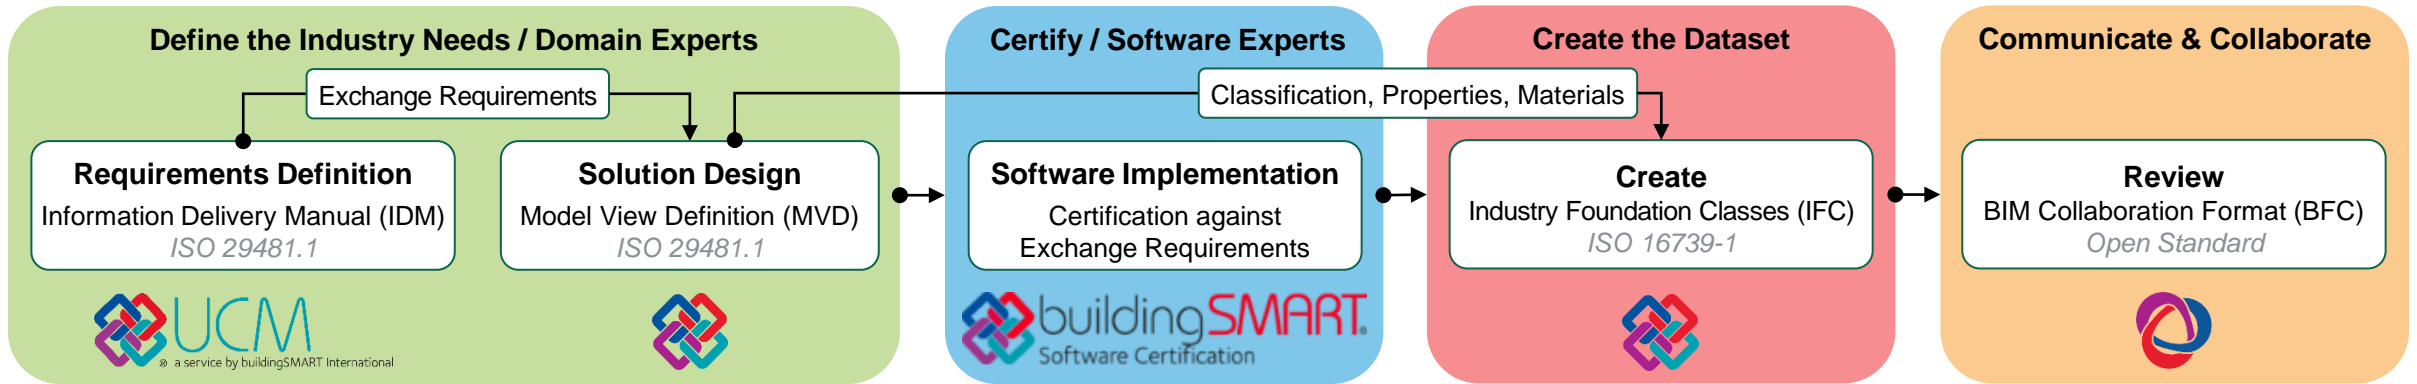 Define the Industry Needs / Domain Experts
Exchange Requirements
Requirements Definition
Information Delivery Manual (IDM)
ISO 29481.1
Solution Design
Model View Definition (MVD)
ISO 29481.1
UCM
® a service by buildingSMART International
Certify / Software Experts
Classification, Properties, Materials
Software Implementation
Certification against
Exchange Requirements
buildingSMART®
Software Certification
Create the Dataset
Create
Industry Foundation Classes (IFC)
ISO 16739-1
Communicate & Collaborate
Review
BIM Collaboration Format (BFC)
Open Standard